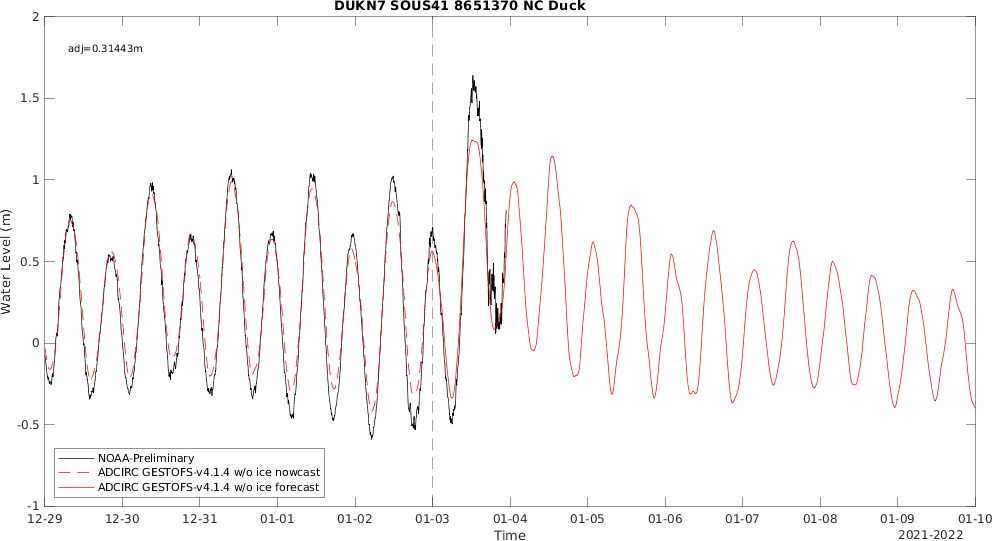 DUKN7 SOUS41 8651370 NC Duck
adj=0.31443m
2
1.5
1
0.5
0
-0.5
-1
Water Level (m)
NOAA-Preliminary
ADCIRC GESTOFS-v4.1.4 w/o ice nowcast
ADCIRC GESTOFS-v4.1.4 w/o ice forecast
12-29 12-30 12-31 01-01 01-02 01-03 01-04 01-05 01-06 01-07 01-08 01-09 01-10
Time
2021-2022